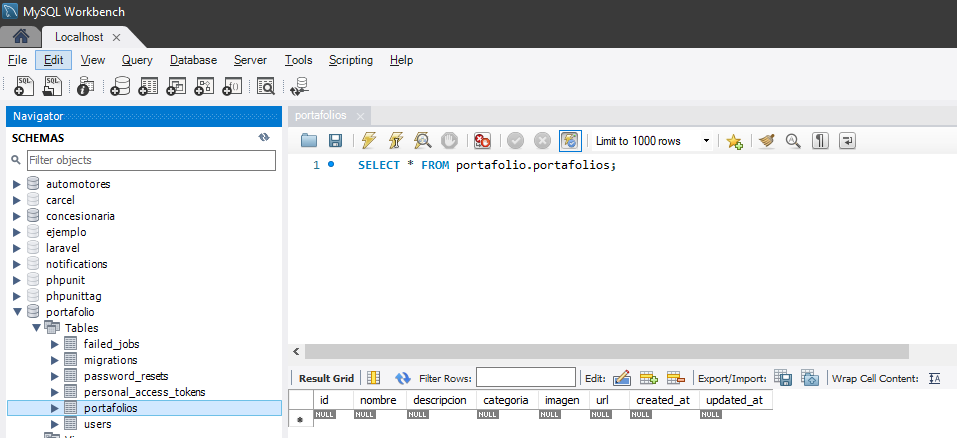 MySQL Workbench
Localhost
File Edit View Query Database Server Tools Scripting Help
SQL SQL
Navigator
SCHEMAS
Filter objects
automotores
carcel
concesionaria
ejemplo
laravel
notifications
phpunit
phpunittag
portafolio
Tables
failed_jobs
migrations
password_resets
personal_access_tokens
portafolios
users
portafolios
Limit to 1000 rows
1 SELECT * FROM portafolio.portafolios;
Result Grid Filter Rows: Edit: Export/Import: Wrap Cell Content: IA
id nombre descripcion categoria imagen url created_at updated_at
* NULL NULL NULL NULL NULL NULL NULL NULL